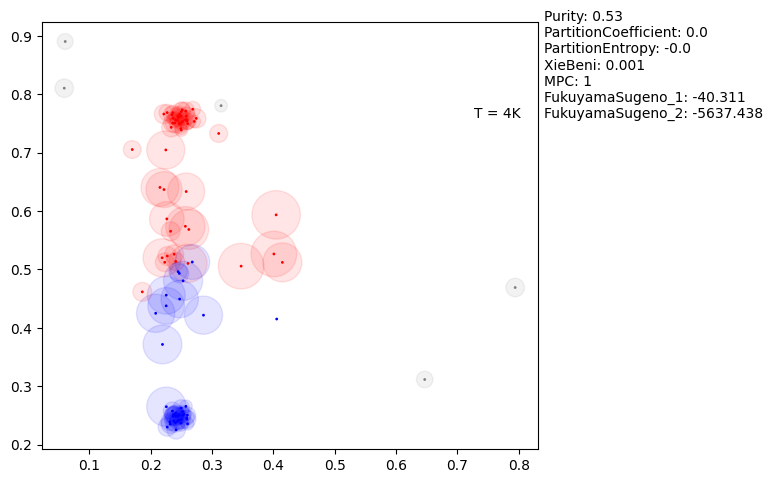 Purity: 0.53
PartitionCoefficient: 0.0
PartitionEntropy: -0.0
XieBeni: 0.001
MPC: 1
FukuyamaSugeno_1: -40.311
FukuyamaSugeno_2: -5637.438
T = 4K
0.9
0.8
0.7
0.6
0.5
0.4
0.3
0.2
0.1 0.2 0.3 0.4 0.5 0.6 0.7 0.8